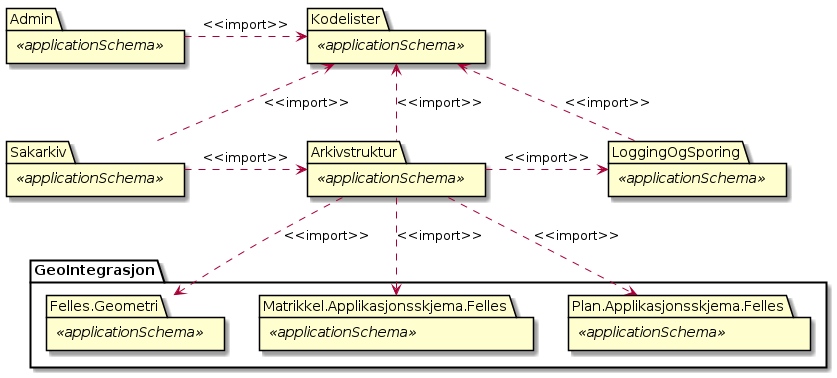 Admin
<<import>>
Kodelister
«applicationSchema»
«applicationSchema»
<<import>>
<<import>>
<<import>>
Sakarkiv
<<import>>
Arkivstruktur
<<import>>
LoggingOgSporing
«applicationSchema»
«applicationSchema»
«applicationSchema»
<<import>>
<<import>>
<<import>>
GeoIntegrasjon
Felles.Geometri
Matrikkel.Applikasjonsskjema.Felles
Plan.Applikasjonsskjema.Felles
«applicationSchema»
«applicationSchema»
«applicationSchema»